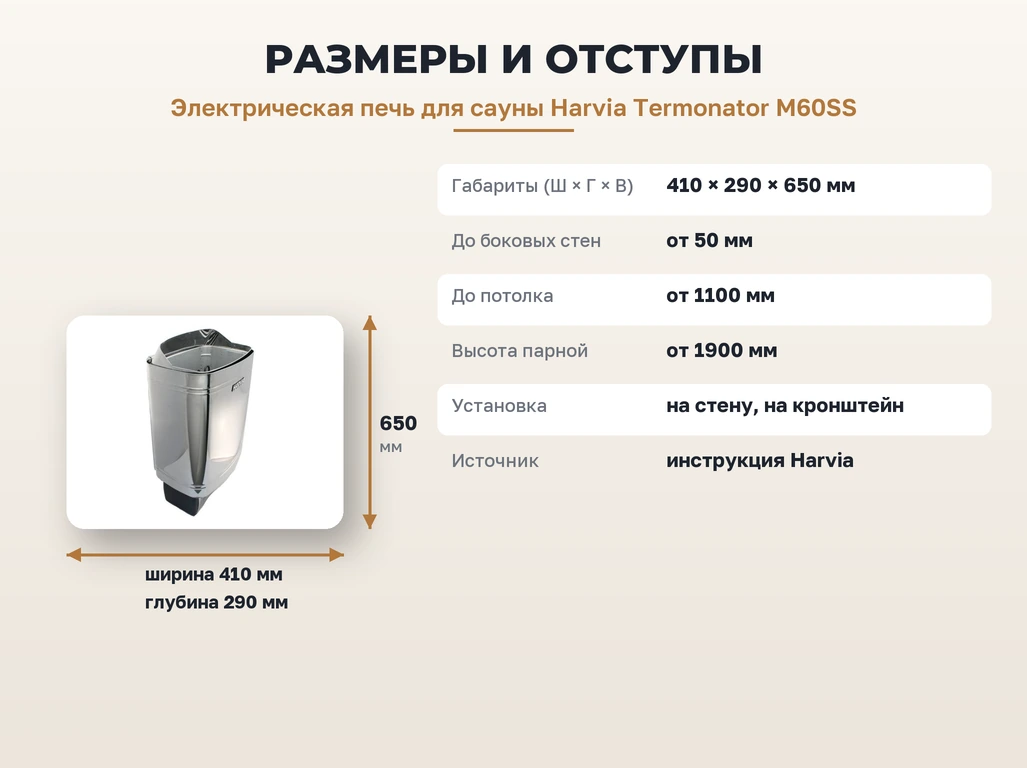 РАЗМЕРЫ И ОТСТУПЫ
Электрическая печь для сауны Harvia Termonator M60SS
Габариты (Ш × Г × В) 410 × 290 × 650 мм
До боковых стен от 50 мм
До потолка от 1100 мм
Высота парной от 1900 мм
Установка на стену, на кронштейн
Источник инструкция Harvia
650
мм
ширина 410 мм
глубина 290 мм